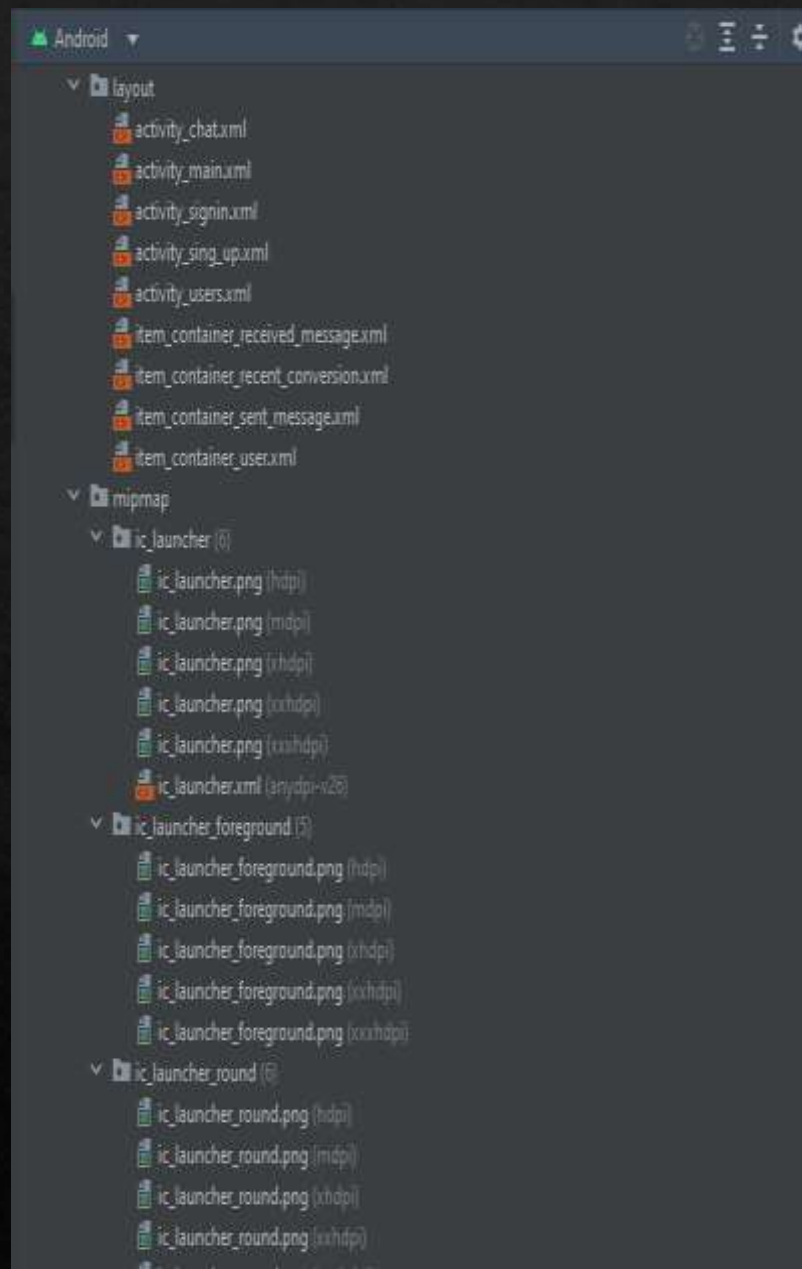 Android
layout
activity_chat.xml
activity_main.xml
activity_signin.xml
activity_sing_up.xml
activity_users.xml
item_container_received_message.xml
item_container_recent_conversion.xml
item_container_sent_message.xml
item_container_user.xml
mipmap
ic_launcher (6)
ic_launcher.png (hdpi)
ic_launcher.png (mdpi)
ic_launcher.png (xhdpi)
ic_launcher.png (xxhdpi)
ic_launcher.png (xxxhdpi)
ic_launcher.xml (anydpi-v26)
ic_launcher_foreground (5)
ic_launcher_foreground.png (hdpi)
ic_launcher_foreground.png (mdpi)
ic_launcher_foreground.png (xhdpi)
ic_launcher_foreground.png (xxhdpi)
ic_launcher_foreground.png (xxxhdpi)
ic_launcher_round (6)
ic_launcher_round.png (hdpi)
ic_launcher_round.png (mdpi)
ic_launcher_round.png (xhdpi)
ic_launcher_round.png (xxhdpi)